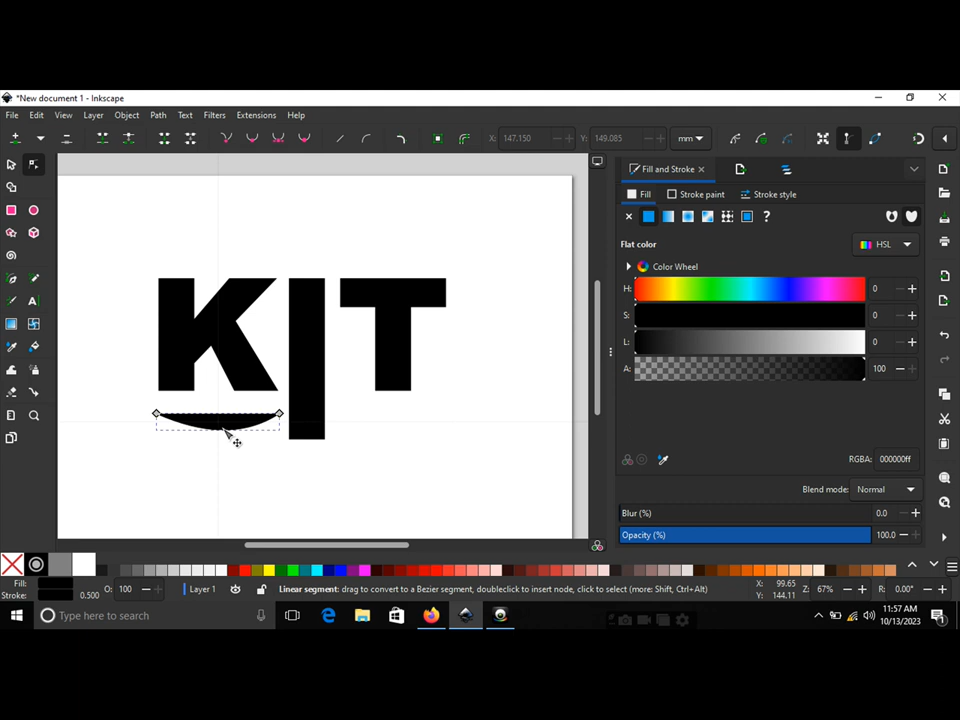 *New document 1 - Inkscape
File Edit View Layer Object Path Text Filters Extensions Help
X: 147.150 Y: 149.085 mm
Fill and Stroke
Fill Stroke paint Stroke style
?
Flat color HSL
Color Wheel
H: 0
S: 0
L: 0
A: 100
KIT
RGBA: 000000ff
Blend mode: Normal
Blur (%) 0.0
Opacity (%) 100.0
Fill: O: 100 Layer 1 Linear segment: drag to convert to a Bezier segment, doubleclick to insert node, click to select (more: Shift, Ctrl+Alt) X: 99.65 Z: 67% R: 0.00°
Stroke: 0.500 Y: 144.11
Type here to search
11:57 AM
10/13/2023